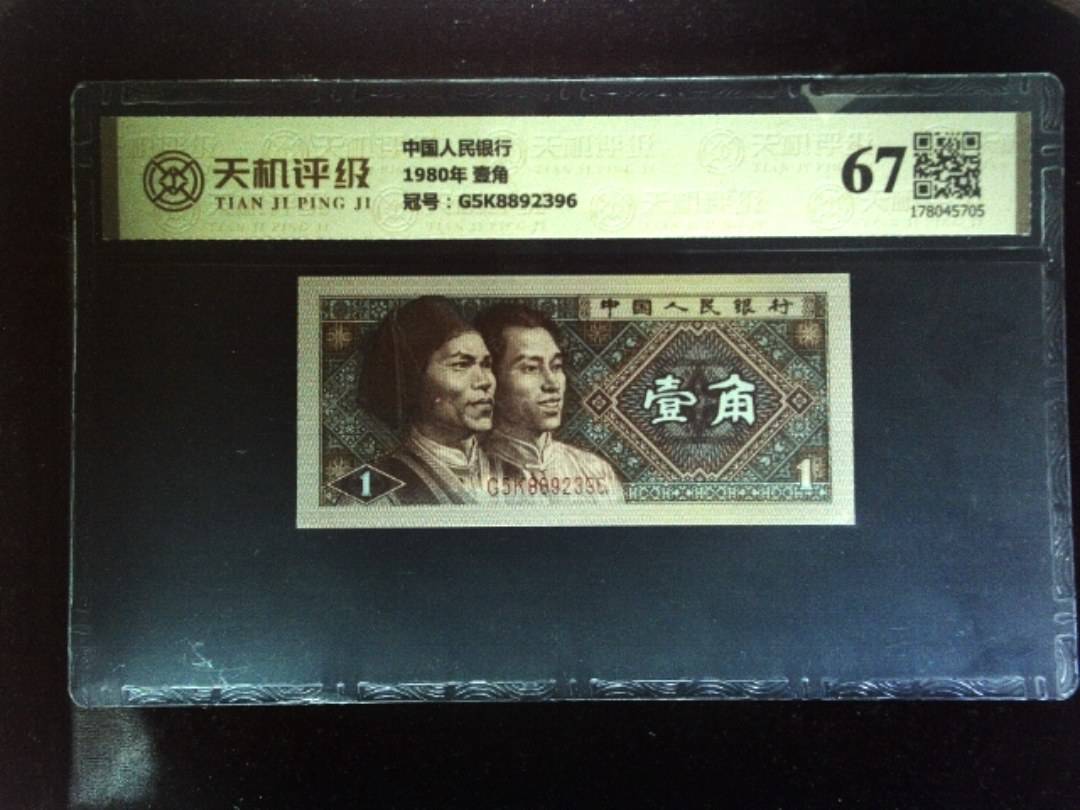 天机评级
TIAN JI PING JI
中国人民银行
1980年 壹角
冠号：G5K8892396
67
178045705
中国人民银行
壹角
1
G5K8892396
1